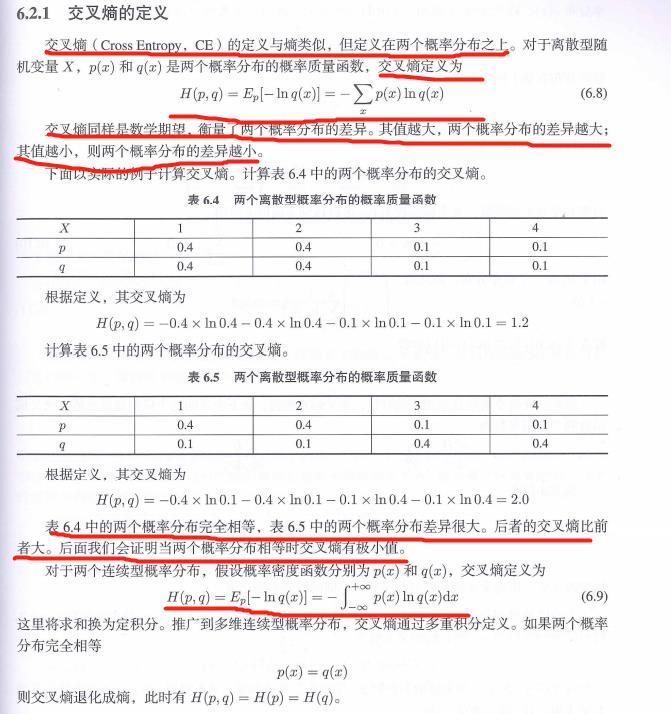 6.2.1 交叉熵的定义
交叉熵（Cross Entropy，CE）的定义与熵类似，但定义在两个概率分布之上。对于离散型随
机变量 X，p(x) 和 q(x) 是两个概率分布的概率质量函数，交叉熵定义为
H(p,q) = E_p[−ln q(x)] = −∑_x p(x) ln q(x) (6.8)
交叉熵同样是数学期望，衡量了两个概率分布的差异。其值越大，两个概率分布的差异越大；
其值越小，则两个概率分布的差异越小。
下面以实际的例子计算交叉熵。计算表 6.4 中的两个概率分布的交叉熵。
表 6.4 两个离散型概率分布的概率质量函数
X 1 2 3 4
p 0.4 0.4 0.1 0.1
q 0.4 0.4 0.1 0.1
根据定义，其交叉熵为
H(p,q) = −0.4 × ln 0.4 − 0.4 × ln 0.4 − 0.1 × ln 0.1 − 0.1 × ln 0.1 = 1.2
计算表 6.5 中的两个概率分布的交叉熵。
表 6.5 两个离散型概率分布的概率质量函数
X 1 2 3 4
p 0.4 0.4 0.1 0.1
q 0.1 0.1 0.4 0.4
根据定义，其交叉熵为
H(p,q) = −0.4 × ln 0.1 − 0.4 × ln 0.1 − 0.1 × ln 0.4 − 0.1 × ln 0.4 = 2.0
表 6.4 中的两个概率分布完全相等，表 6.5 中的两个概率分布差异很大。后者的交叉熵比前
者大。后面我们会证明当两个概率分布相等时交叉熵有极小值。
对于两个连续型概率分布，假设概率密度函数分别为 p(x) 和 q(x)，交叉熵定义为
H(p,q) = E_p[−ln q(x)] = −∫_{−∞}^{+∞} p(x) ln q(x)dx (6.9)
这里将求和换为定积分。推广到多维连续型概率分布，交叉熵通过多重积分定义。如果两个概率
分布完全相等
p(x) = q(x)
则交叉熵退化成熵，此时有 H(p,q) = H(p) = H(q)。